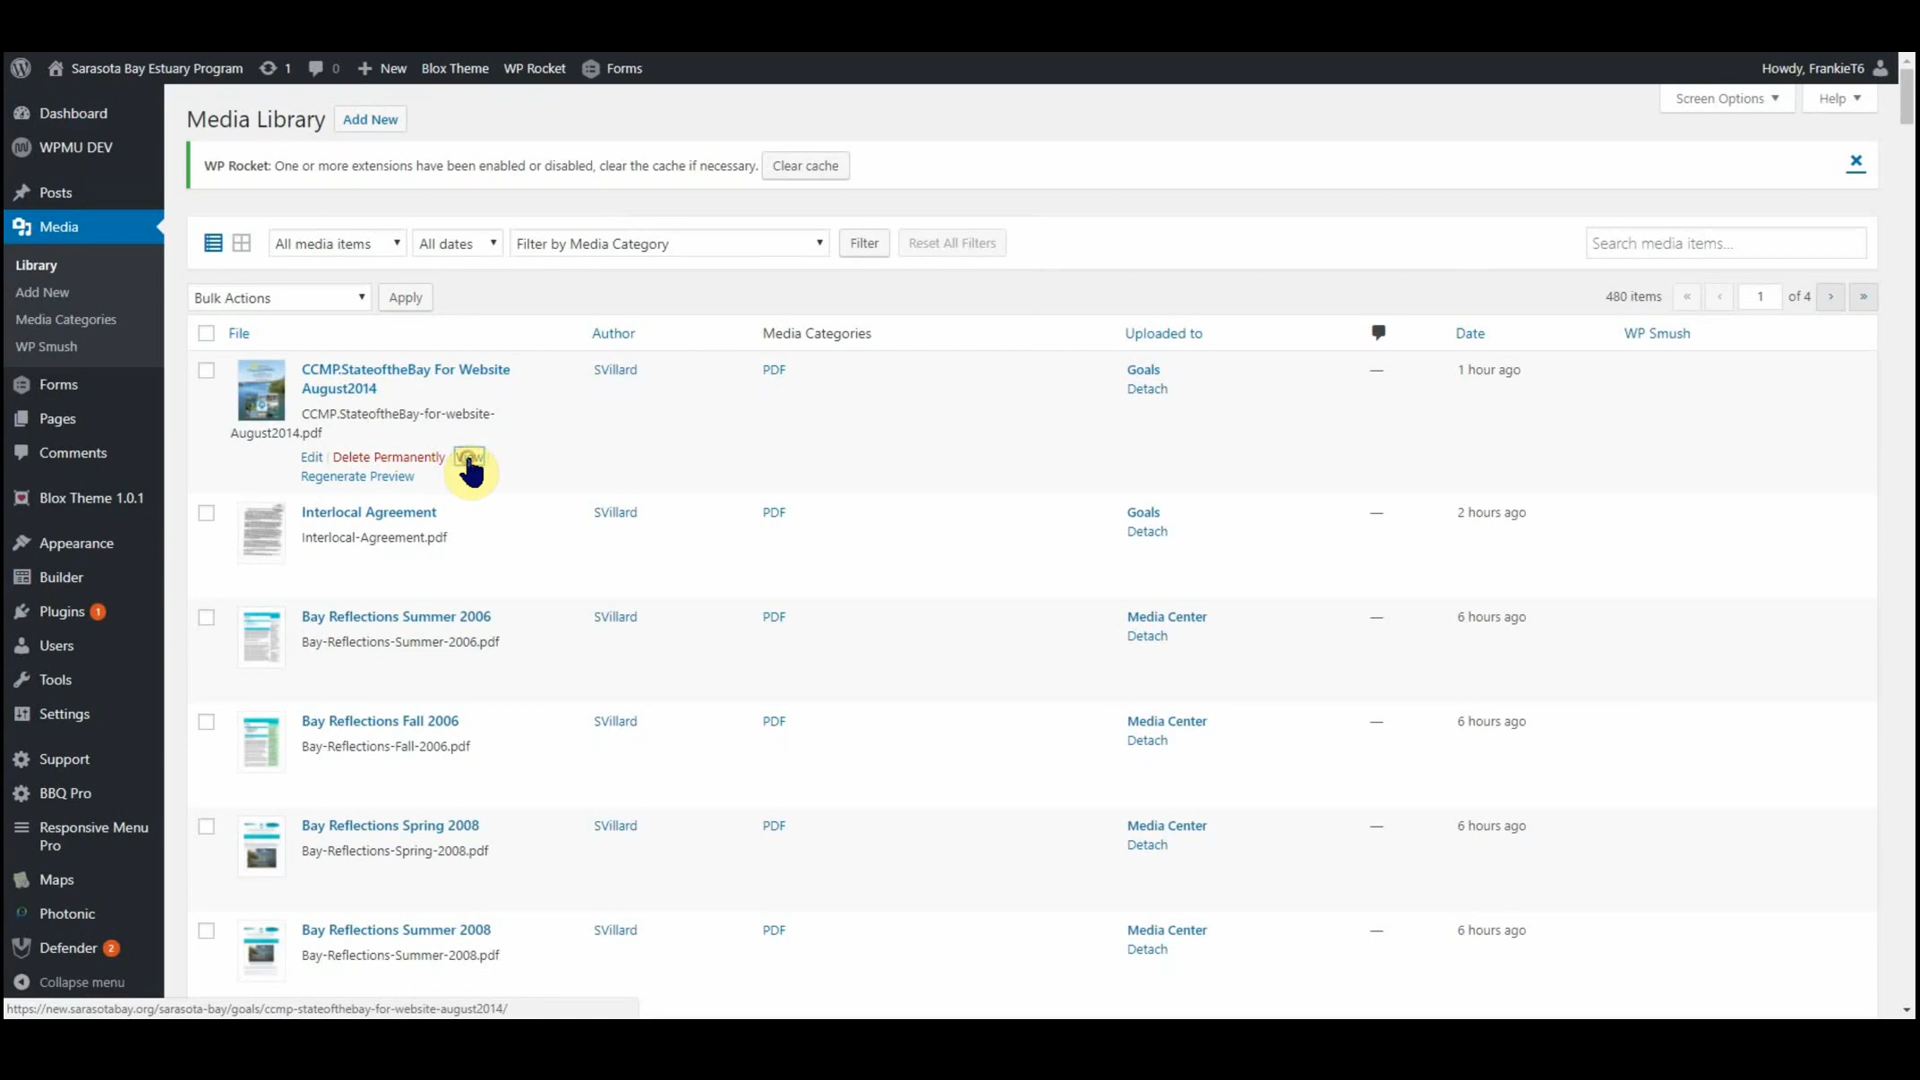 Sarasota Bay Estuary Program 1 0 New Blox Theme WP Rocket Forms Howdy, FrankieT6
Dashboard
WPMU DEV
Posts
Media
Library
Add New
Media Categories
WP Smush
Forms
Pages
Comments
Blox Theme 1.0.1
Appearance
Builder
Plugins 1
Users
Tools
Settings
Support
BBQ Pro
Responsive Menu
Pro
Maps
Photonic
Defender 2
Collapse menu
Screen Options ▼ Help ▼
Media Library Add New
WP Rocket: One or more extensions have been enabled or disabled, clear the cache if necessary. Clear cache
All media items All dates Filter by Media Category Filter Reset All Filters Search media items...
Bulk Actions Apply 480 items « ‹ 1 of 4 › »
File Author Media Categories Uploaded to Date WP Smush
CCMP.StateoftheBay For Website SVillard PDF Goals — 1 hour ago
August2014 Detach
CCMP.StateoftheBay-for-website-
August2014.pdf
Edit | Delete Permanently
Regenerate Preview
Interlocal Agreement SVillard PDF Goals — 2 hours ago
Interlocal-Agreement.pdf Detach
Bay Reflections Summer 2006 SVillard PDF Media Center — 6 hours ago
Bay-Reflections-Summer-2006.pdf Detach
Bay Reflections Fall 2006 SVillard PDF Media Center — 6 hours ago
Bay-Reflections-Fall-2006.pdf Detach
Bay Reflections Spring 2008 SVillard PDF Media Center — 6 hours ago
Bay-Reflections-Spring-2008.pdf Detach
Bay Reflections Summer 2008 SVillard PDF Media Center — 6 hours ago
Bay-Reflections-Summer-2008.pdf Detach
https://new.sarasotabay.org/sarasota-bay/goals/ccmp-stateofthebay-for-website-august2014/